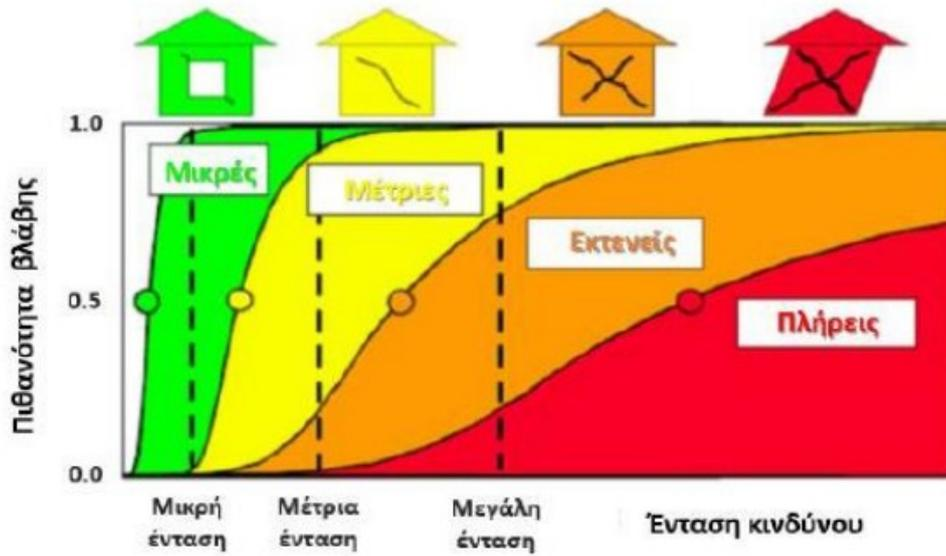 1.0
Μικρές
Μέτριες
Εκτενείς
Πιθανότητα βλάβης
0.5
Πλήρεις
0.0
Μικρή
ένταση
Μέτρια
ένταση
Μεγάλη
ένταση
Ένταση κινδύνου